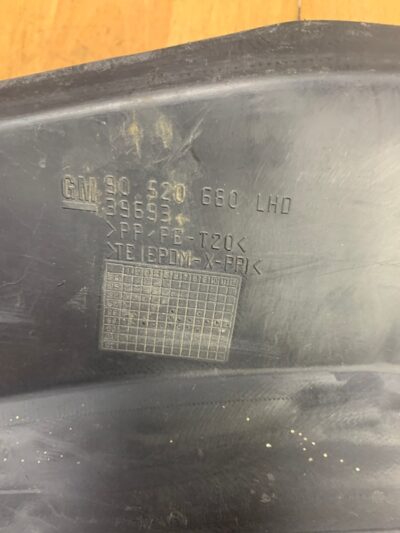 GM 90 520 680 LHD
39693
>PP/PE-T20<
>TE(EPDM-X-PP)<